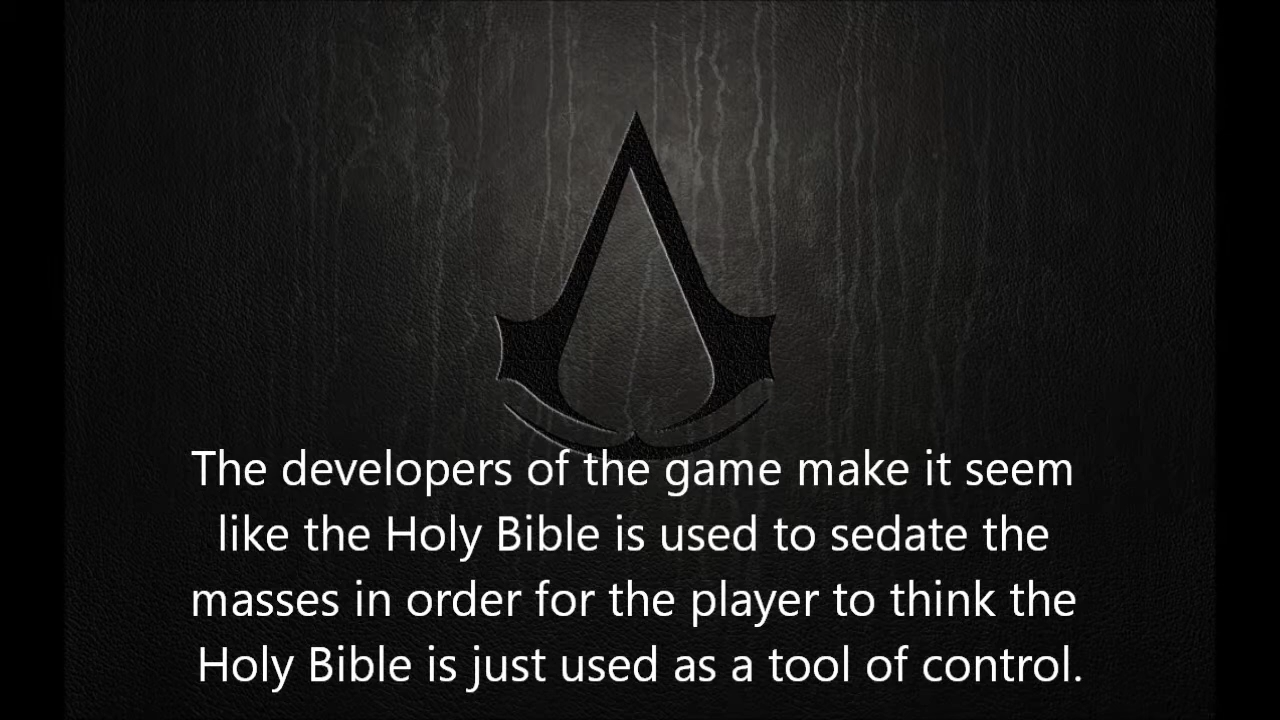 The developers of the game make it seem
like the Holy Bible is used to sedate the
masses in order for the player to think the
Holy Bible is just used as a tool of control.